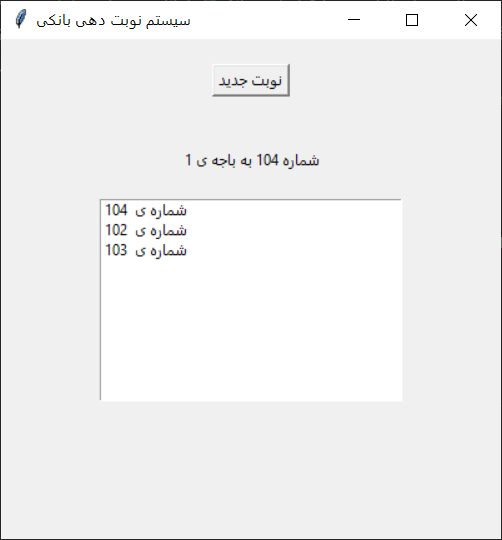 سیستم نوبت دهی بانکی
نوبت جدید
شماره 104 به باجه ی 1
شماره ی 104
شماره ی 102
شماره ی 103